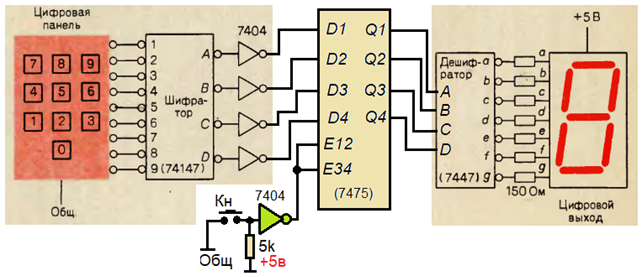 Цифровая
панель
7 8 9
4 5 6
1 2 3
0
Общ.
1
2
3
4
5
6
7
8
9
Шифра-
тор
(74147)
A
B
C
D
7404
D1
D2
D3
D4
E12
E34
Q1
Q2
Q3
Q4
(7475)
Кн
7404
Общ
5k
+5в
Дешиф-
ратор
A
B
C
D
(7447)
a
b
c
d
e
f
g
150 Ом
a
b
c
d
e
f
g
+5 В
Цифровой
выход